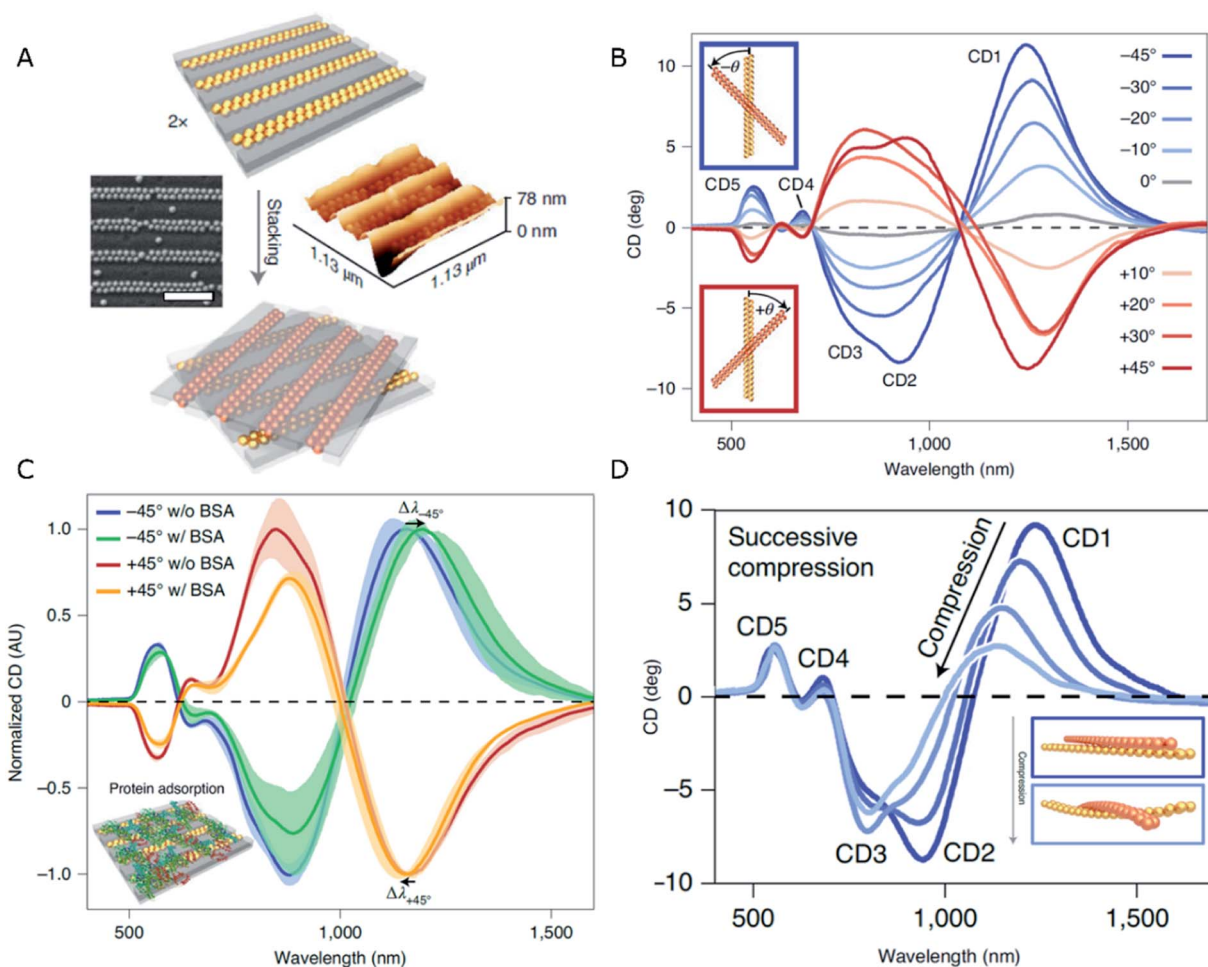 A
2×
Stacking
78 nm
0 nm
1.13 µm
1.13 µm
B
CD (deg)
10
5
0
−5
−10
−θ
+θ
CD5
CD4
CD1
CD3
CD2
−45°
−30°
−20°
−10°
0°
+10°
+20°
+30°
+45°
500
1,000
1,500
Wavelength (nm)
C
Normalized CD (AU)
1.0
0.5
0
−0.5
−1.0
−45° w/o BSA
−45° w/ BSA
+45° w/o BSA
+45° w/ BSA
Δλ−45°
Δλ+45°
Protein adsorption
500
1,000
1,500
Wavelength (nm)
D
CD (deg)
10
5
0
−5
−10
Successive
compression
Compression
CD1
CD5
CD4
CD3
CD2
Compression
500
1,000
1,500
Wavelength (nm)